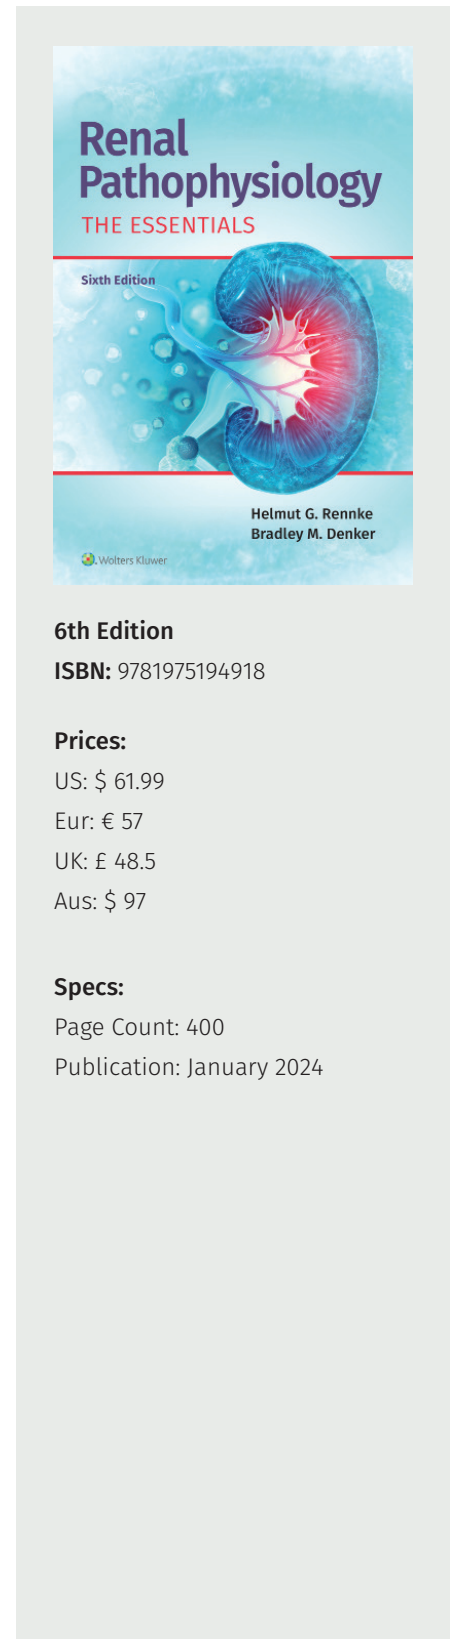 Renal
Pathophysiology
THE ESSENTIALS
Sixth Edition
Helmut G. Rennke
Bradley M. Denker
Wolters Kluwer
6th Edition
ISBN: 9781975194918
Prices:
US: $ 61.99
Eur: € 57
UK: £ 48.5
Aus: $ 97
Specs:
Page Count: 400
Publication: January 2024